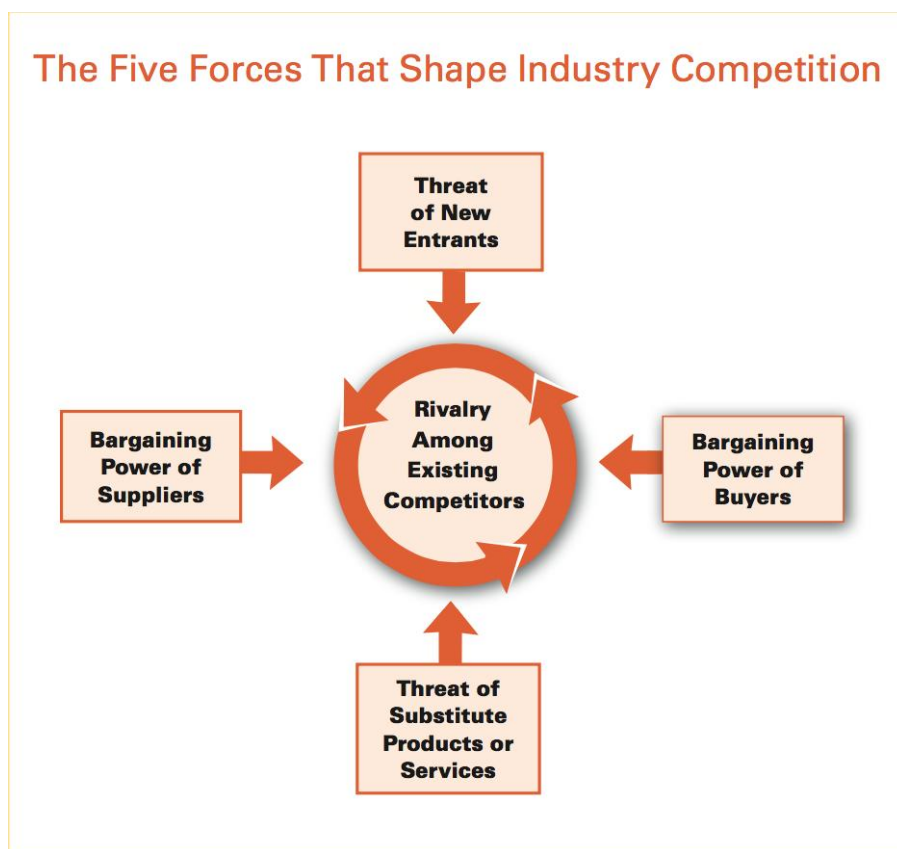 The Five Forces That Shape Industry Competition
Threat
of New
Entrants
Bargaining
Power of
Suppliers
Rivalry
Among
Existing
Competitors
Bargaining
Power of
Buyers
Threat of
Substitute
Products or
Services